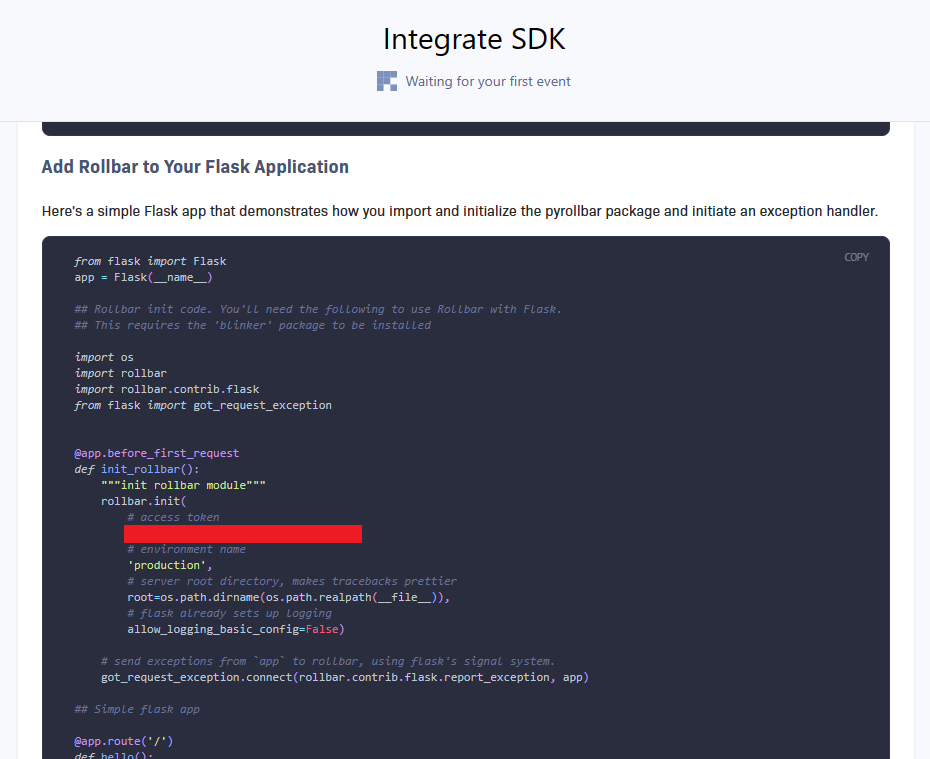 Integrate SDK
Waiting for your first event
Add Rollbar to Your Flask Application
Here's a simple Flask app that demonstrates how you import and initialize the pyrollbar package and initiate an exception handler.
COPY
from flask import Flask
app = Flask(__name__)
## Rollbar init code. You'll need the following to use Rollbar with Flask.
## This requires the 'blinker' package to be installed
import os
import rollbar
import rollbar.contrib.flask
from flask import got_request_exception
@app.before_first_request
def init_rollbar():
"""init rollbar module"""
rollbar.init(
# access token
# environment name
'production',
# server root directory, makes tracebacks prettier
root=os.path.dirname(os.path.realpath(__file__)),
# flask already sets up logging
allow_logging_basic_config=False)
# send exceptions from `app` to rollbar, using flask's signal system.
got_request_exception.connect(rollbar.contrib.flask.report_exception, app)
## Simple flask app
@app.route('/')
def hello():